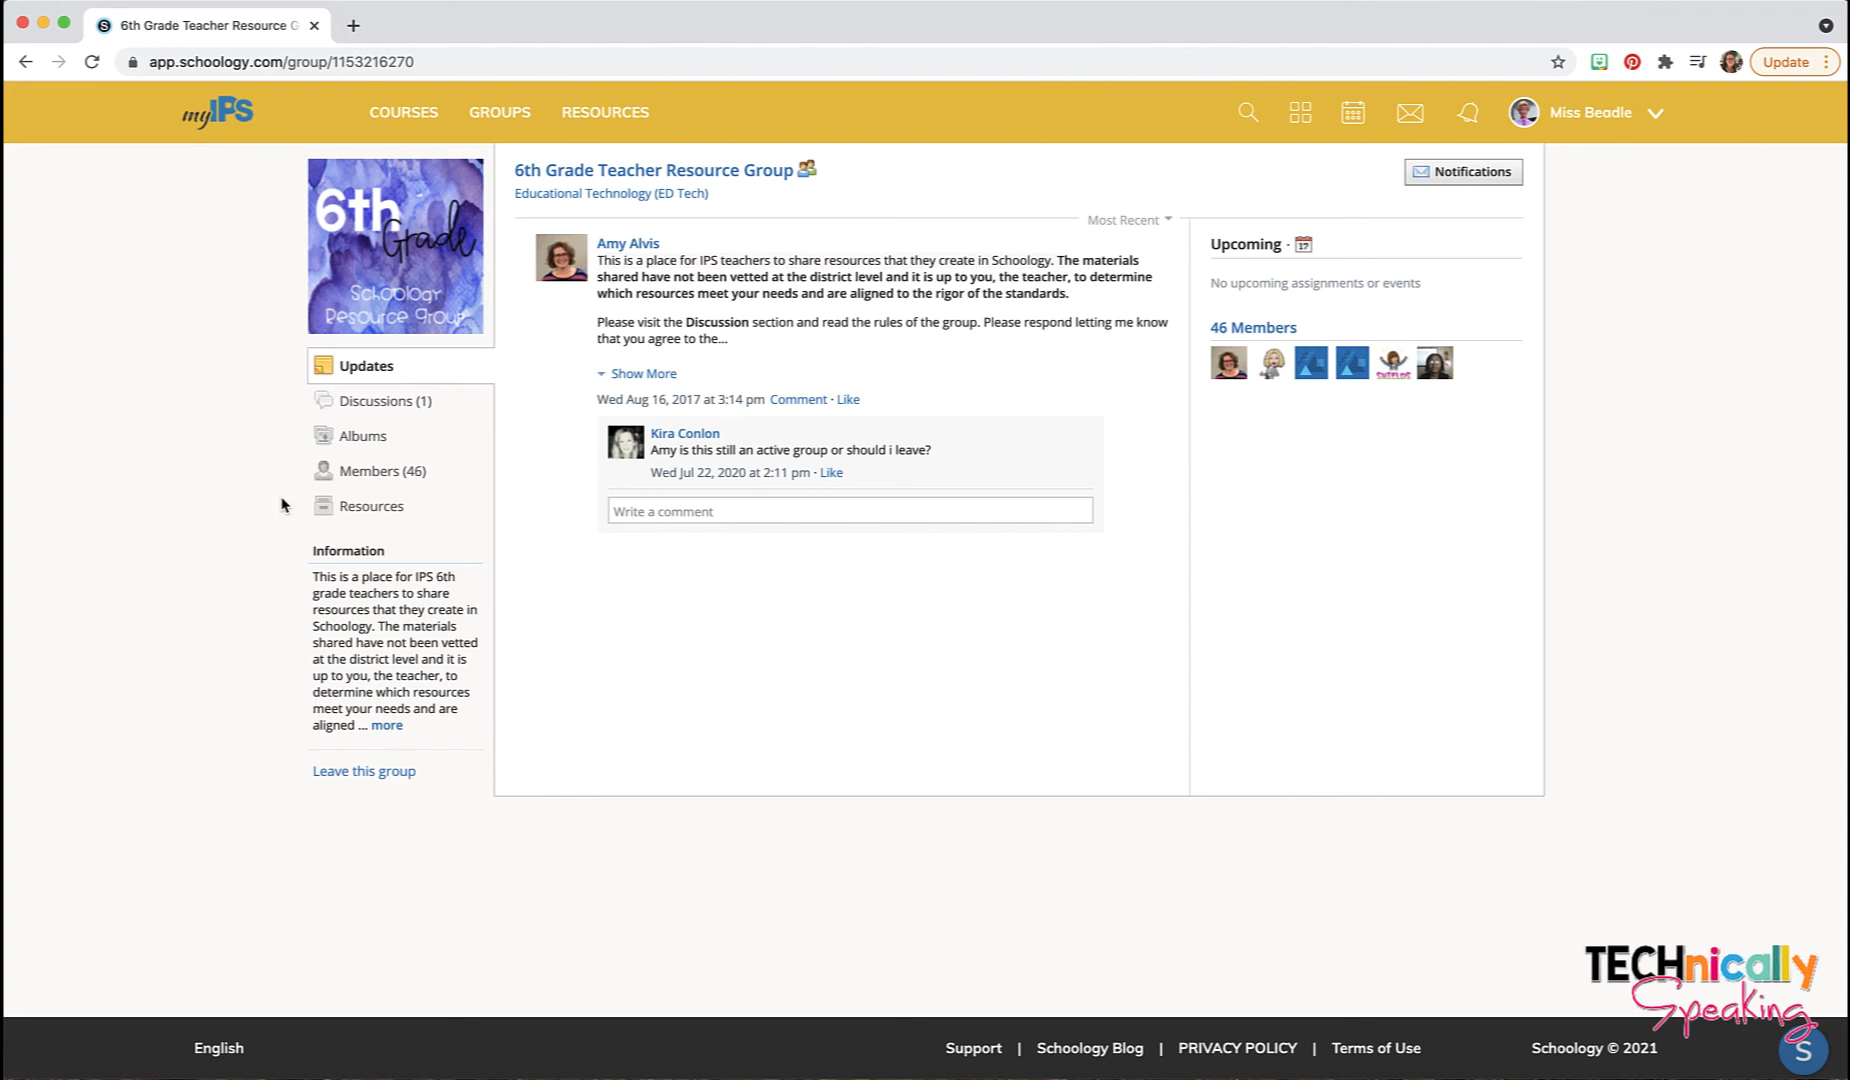 6th Grade Teacher Resource G
app.schoology.com/group/1153216270
Update
myIPS
COURSES
GROUPS
RESOURCES
Miss Beadle
6th
Grade
Schoology
Resource group
6th Grade Teacher Resource Group
Educational Technology (ED Tech)
Notifications
Most Recent
Updates
Discussions (1)
Albums
Members (46)
Resources
Information
This is a place for IPS 6th
grade teachers to share
resources that they create in
Schoology. The materials
shared have not been vetted
at the district level and it is
up to you, the teacher, to
determine which resources
meet your needs and are
aligned ... more
Leave this group
Amy Alvis
This is a place for IPS teachers to share resources that they create in Schoology. The materials
shared have not been vetted at the district level and it is up to you, the teacher, to determine
which resources meet your needs and are aligned to the rigor of the standards.
Please visit the Discussion section and read the rules of the group. Please respond letting me know
that you agree to the...
Show More
Wed Aug 16, 2017 at 3:14 pm Comment · Like
Kira Conlon
Amy is this still an active group or should i leave?
Wed Jul 22, 2020 at 2:11 pm · Like
Write a comment
Upcoming · 17
No upcoming assignments or events
46 Members
SHIELDS
TECHnically
Speaking
English
Support | Schoology Blog | PRIVACY POLICY | Terms of Use
Schoology © 2021
S